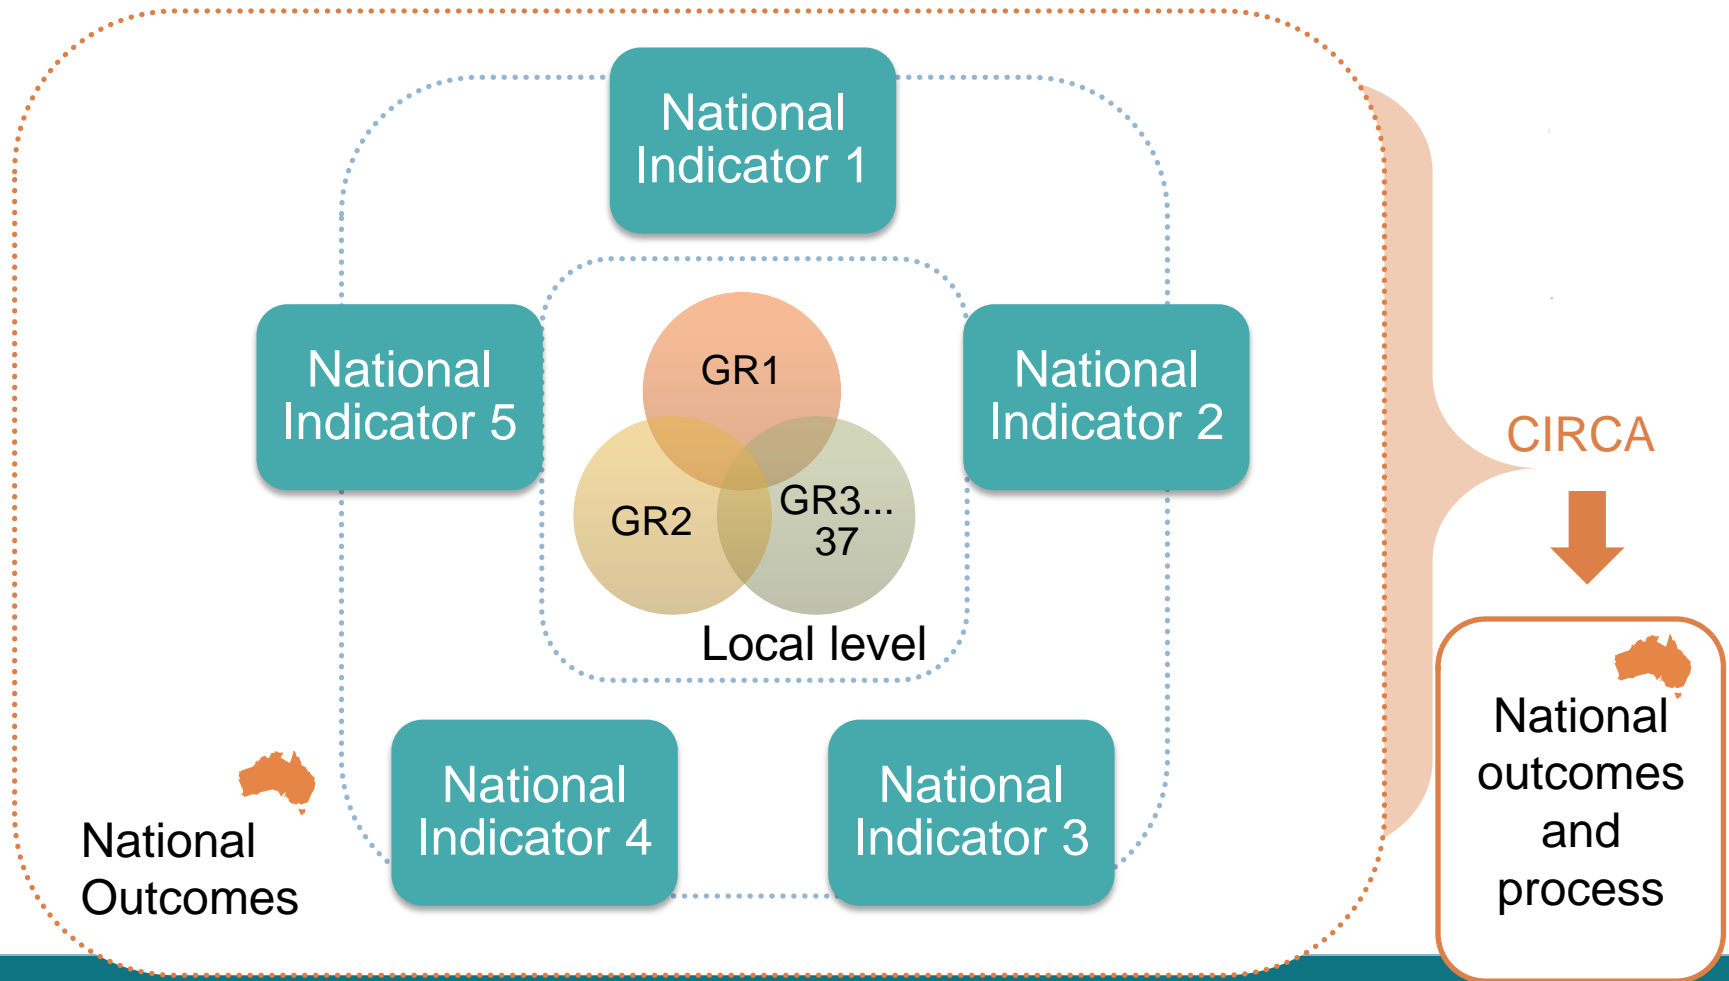 National
Indicator 1
National
Indicator 5
GR1
National
Indicator 2
GR2
GR3...
37
Local level
National
Indicator 4
National
Indicator 3
National
Outcomes
CIRCA
National
outcomes
and
process